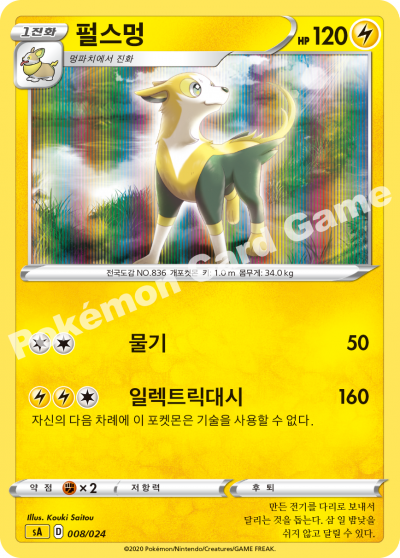 1진화
펄스멍
HP 120
멍파치에서 진화
전국도감 NO.836 개포켓몬 키: 1.0 m 몸무게: 34.0 kg
Pokémon Card Game
물기 50
일렉트릭대시 160
자신의 다음 차례에 이 포켓몬은 기술을 사용할 수 없다.
약점 ×2 저항력 후퇴
만든 전기를 다리로 보내서
달리는 것을 돕는다. 삼 일 밤낮을
쉬지 않고 달릴 수 있다.
Illus. Kouki Saitou
sA D 008/024
©2020 Pokémon/Nintendo/Creatures/GAME FREAK.